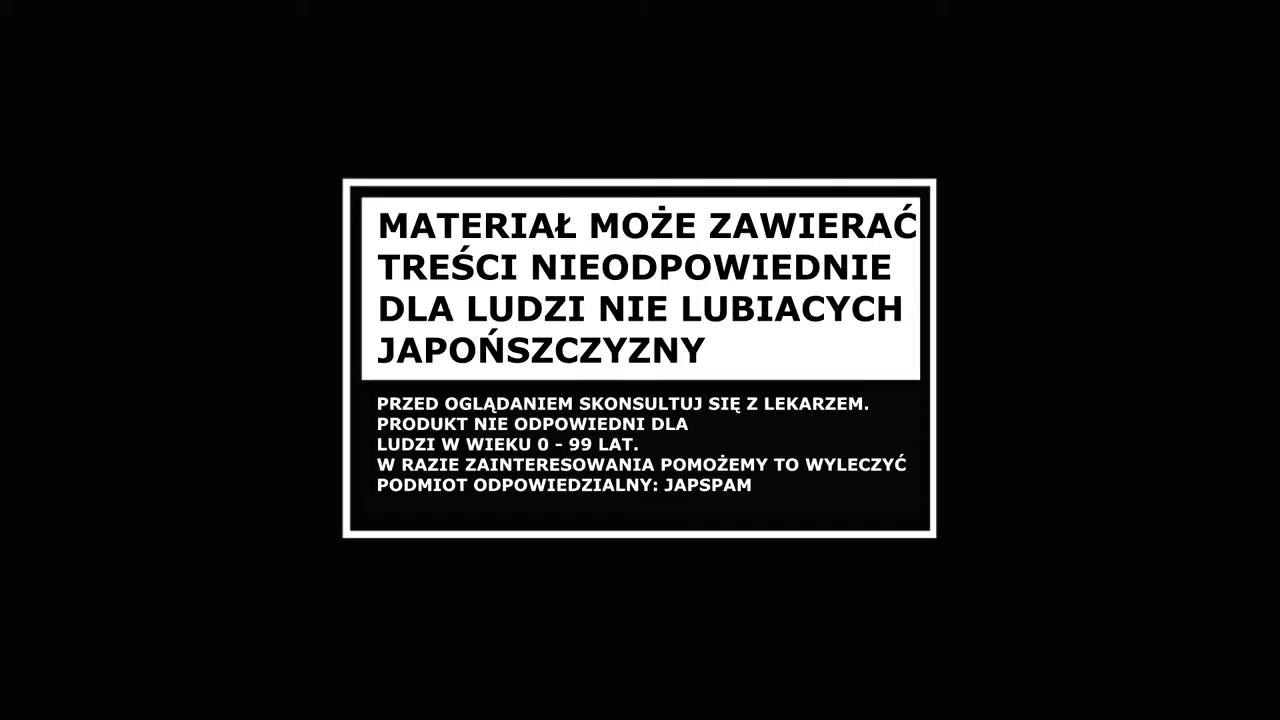 MATERIAŁ MOŻE ZAWIERAĆ
TREŚCI NIEODPOWIEDNIE
DLA LUDZI NIE LUBIACYCH
JAPOŃSZCZYZNY
PRZED OGLĄDANIEM SKONSULTUJ SIĘ Z LEKARZEM.
PRODUKT NIE ODPOWIEDNI DLA
LUDZI W WIEKU 0 - 99 LAT.
W RAZIE ZAINTERESOWANIA POMOŻEMY TO WYLECZYĆ
PODMIOT ODPOWIEDZIALNY: JAPSPAM